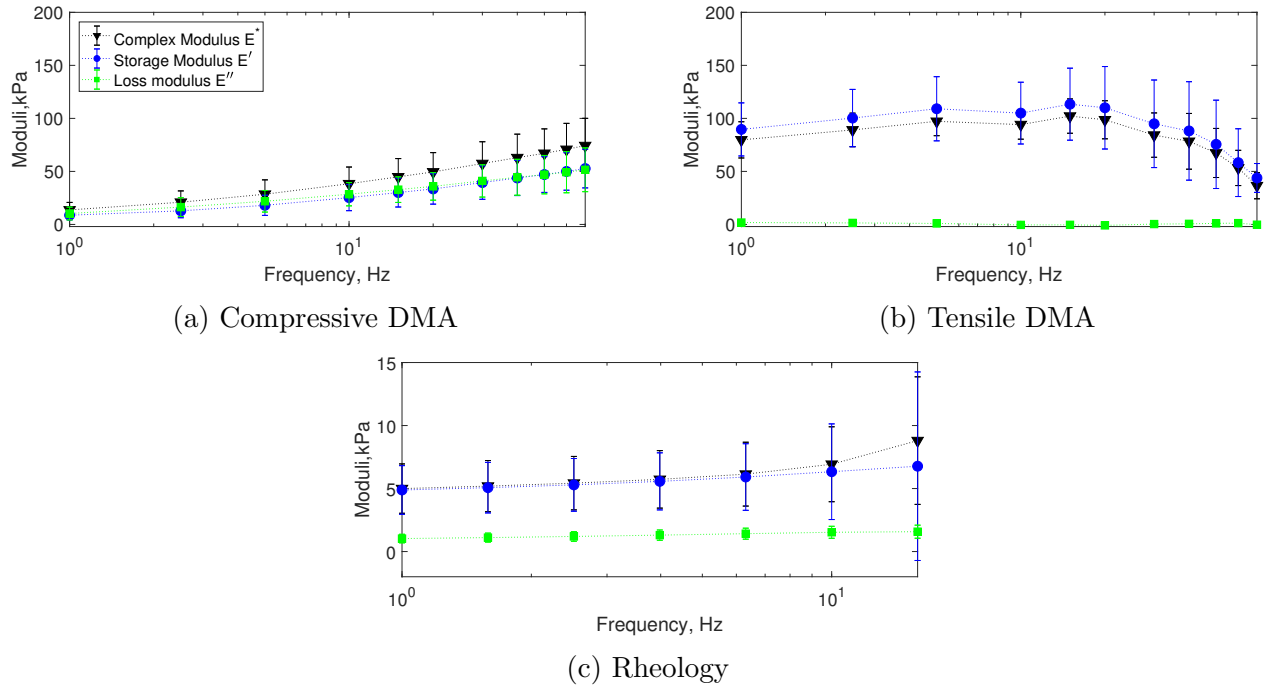 200
150
100
50
0
Moduli,kPa
Complex Modulus E*
Storage Modulus E′
Loss modulus E′′
10⁰
10¹
Frequency, Hz
(a) Compressive DMA
200
150
100
50
0
Moduli,kPa
10⁰
10¹
Frequency, Hz
(b) Tensile DMA
15
10
5
0
Moduli,kPa
10⁰
10¹
Frequency, Hz
(c) Rheology